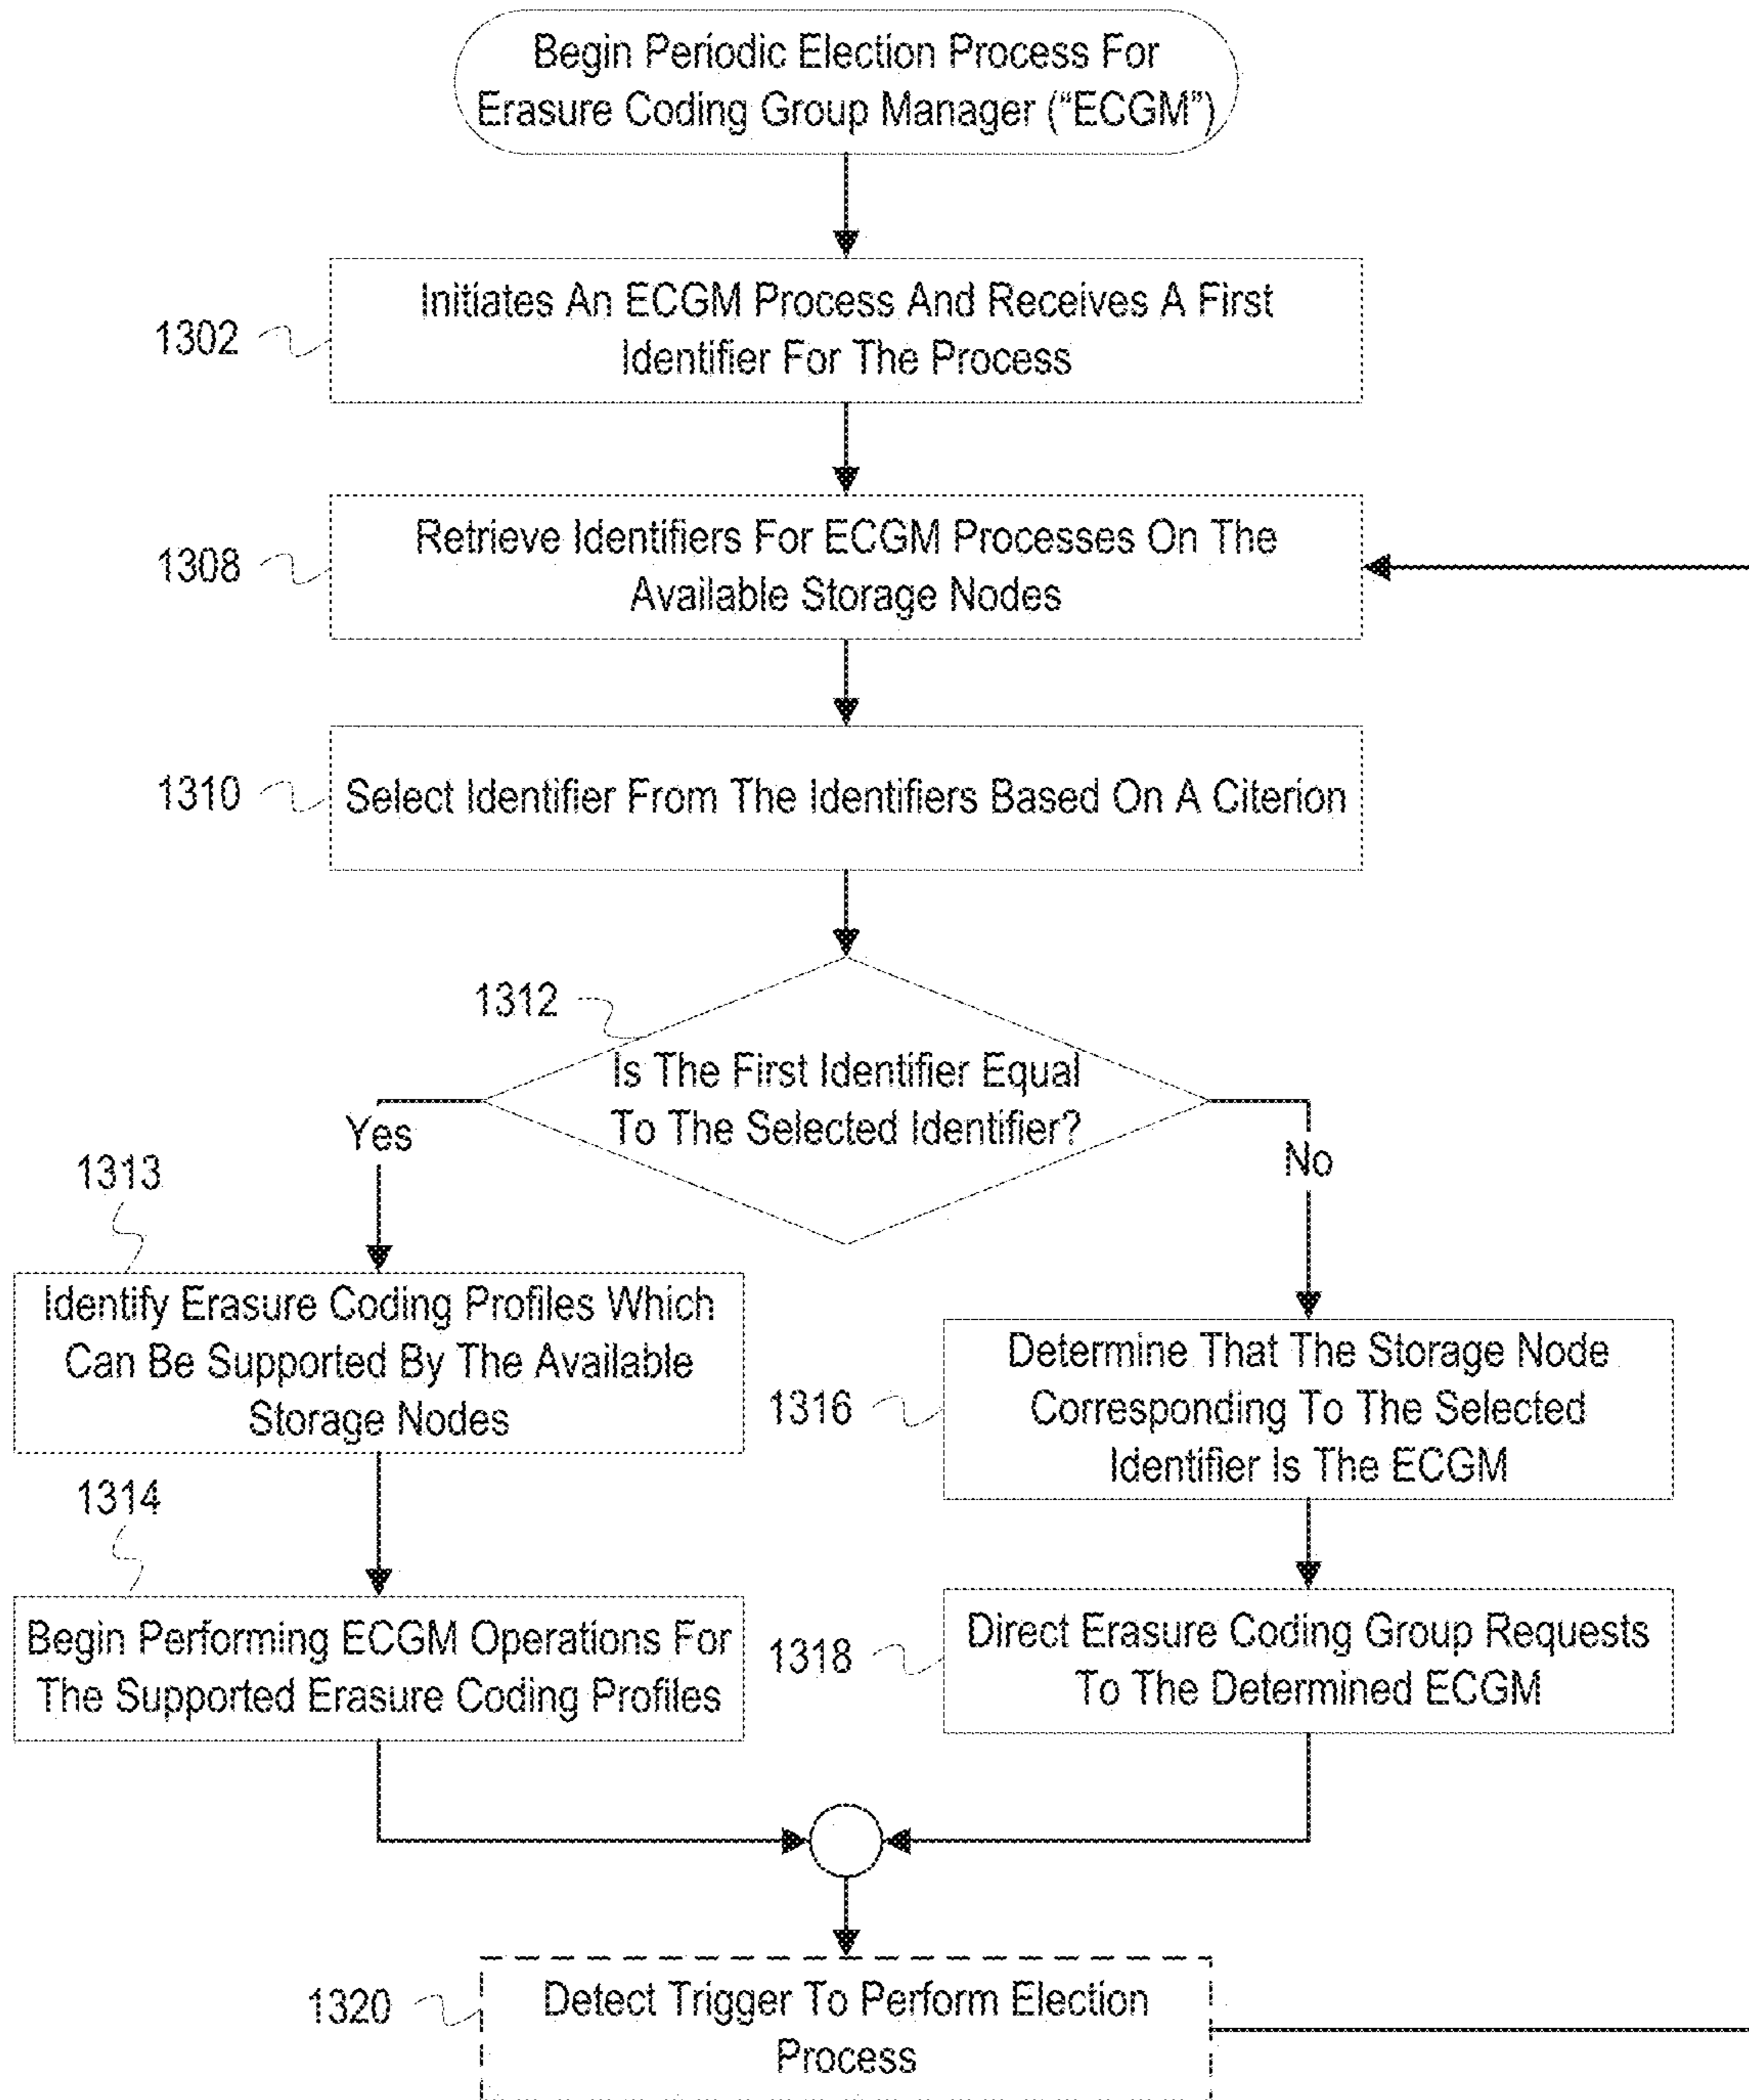 Begin Periodic Election Process For
Erasure Coding Group Manager (“ECGM”)
1302
Initiates An ECGM Process And Receives A First
Identifier For The Process
1308
Retrieve Identifiers For ECGM Processes On The
Available Storage Nodes
1310
Select Identifier From The Identifiers Based On A Citerion
1312
Is The First Identifier Equal
To The Selected Identifier?
Yes
No
1313
Identify Erasure Coding Profiles Which
Can Be Supported By The Available
Storage Nodes
1314
Begin Performing ECGM Operations For
The Supported Erasure Coding Profiles
1316
Determine That The Storage Node
Corresponding To The Selected
Identifier Is The ECGM
1318
Direct Erasure Coding Group Requests
To The Determined ECGM
1320
Detect Trigger To Perform Election
Process